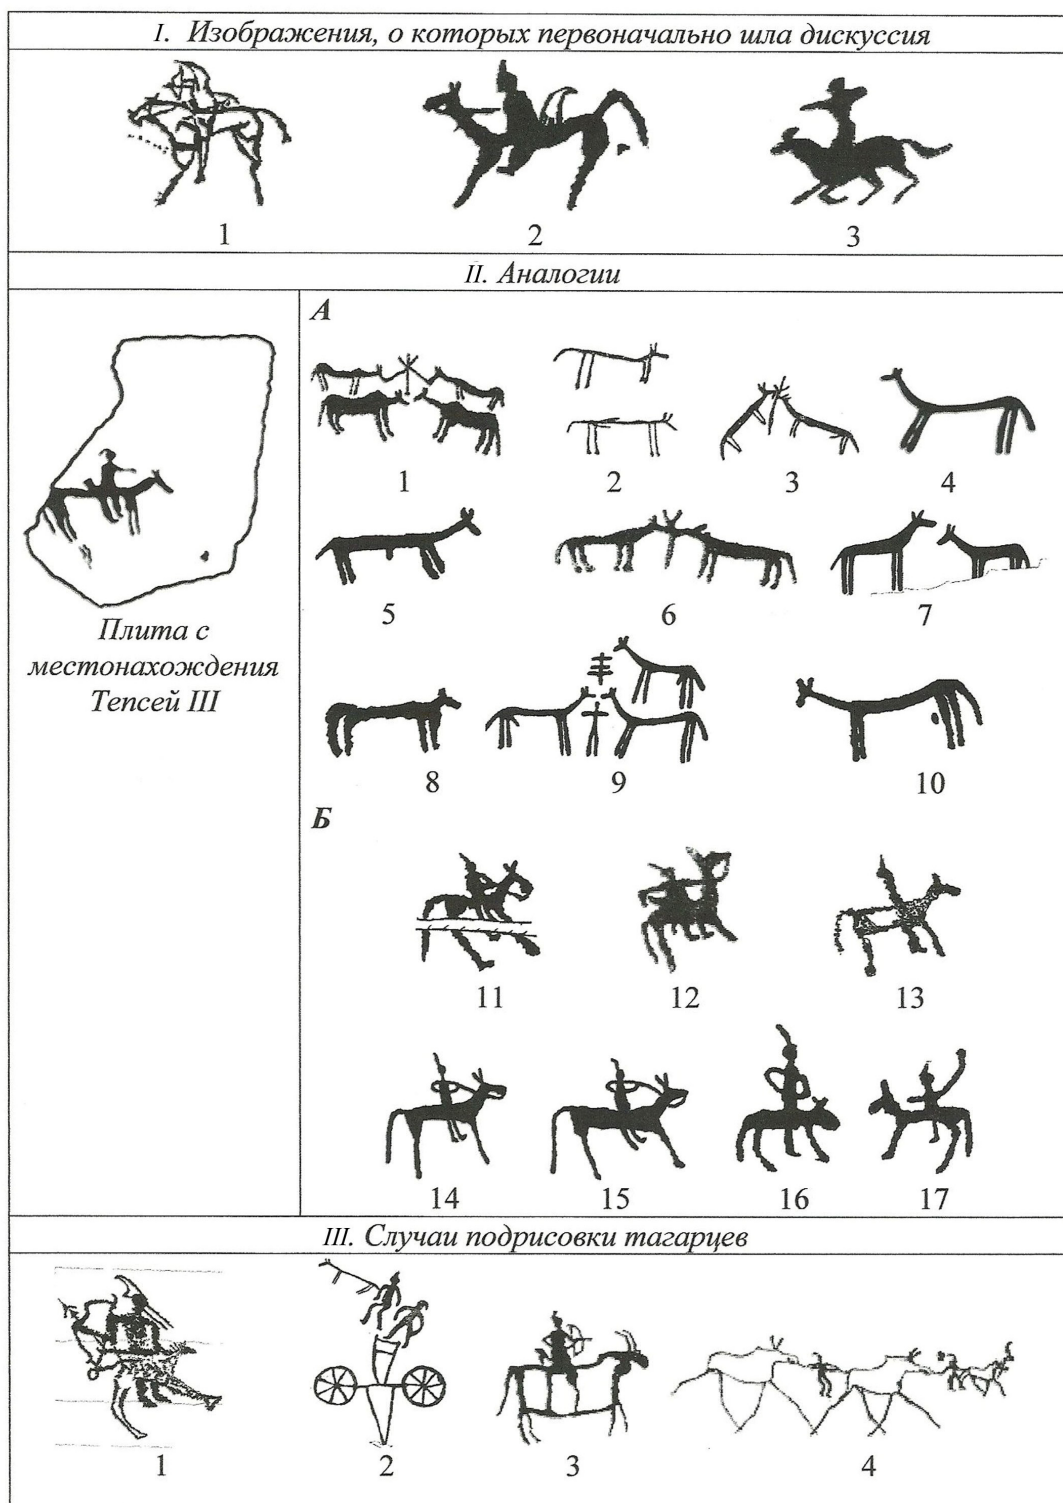 I. Изображения, о которых первоначально шла дискуссия
1 2 3
II. Аналогии
Плита с
местонахождения
Тепсей III
А
1 2 3 4
5 6 7
8 9 10
Б
11 12 13
14 15 16 17
III. Случаи подрисовки тагарцев
1 2 3 4